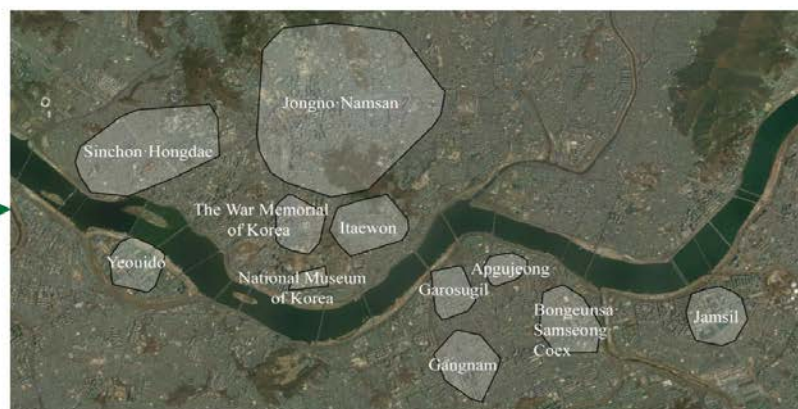 Jongno·Namsan
Sinchon·Hongdae
The War Memorial
of Korea
Itaewon
Yeouido
National Museum
of Korea
Apgujeong
Garosugil
Bongeunsa·
Samseong·
Coex
Jamsil
Gangnam